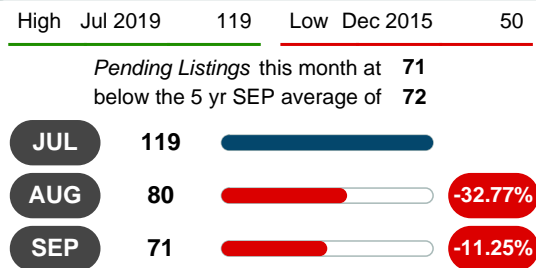 High Jul 2019 119 Low Dec 2015 50
Pending Listings this month at 71
below the 5 yr SEP average of 72
JUL 119
AUG 80 -32.77%
SEP 71 -11.25%